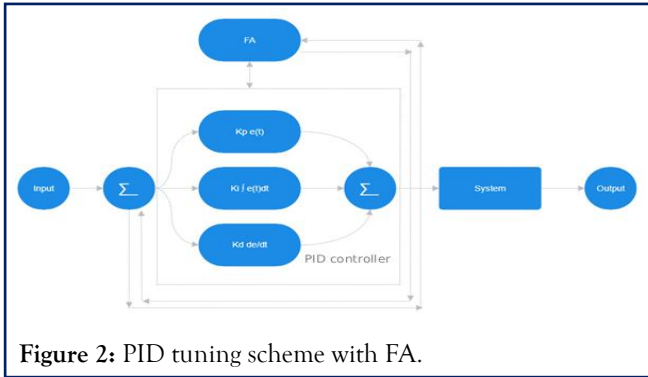 FA
Kp e(t)
Input
Σ
Ki ∫ e(t)dt
Σ
System
Output
Kd de/dt
PID controller
Figure 2: PID tuning scheme with FA.